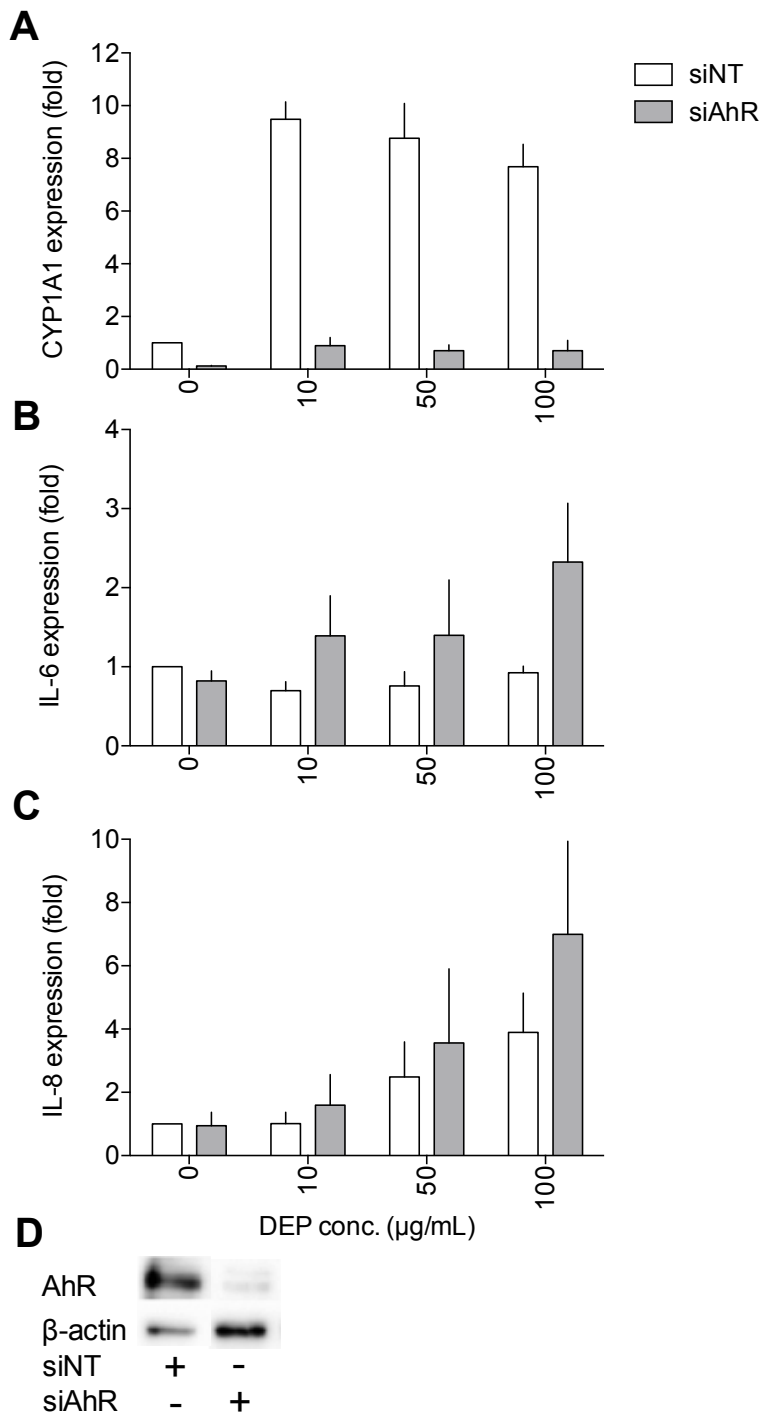 A
CYP1A1 expression (fold)
12
10
8
6
4
2
0
0 10 50 100
siNT
siAhR
B
IL-6 expression (fold)
4
3
2
1
0
0 10 50 100
C
IL-8 expression (fold)
10
8
6
4
2
0
0 10 50 100
DEP conc. (µg/mL)
D
AhR
β-actin
siNT + -
siAhR - +